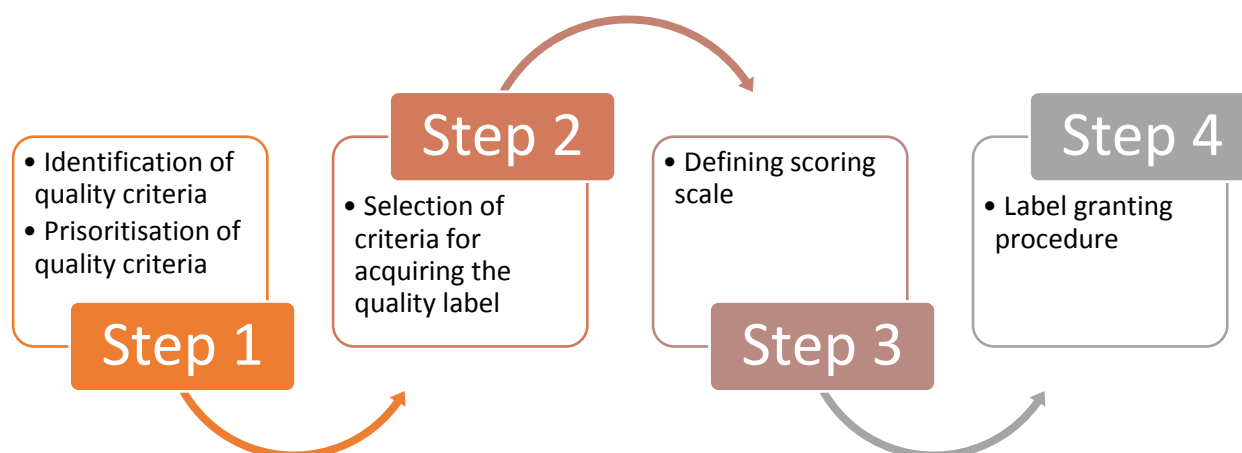 • Identification of
quality criteria
• Prisoritisation of
quality criteria
Step 1
Step 2
• Selection of
criteria for
acquiring the
quality label
• Defining scoring
scale
Step 3
Step 4
• Label granting
procedure